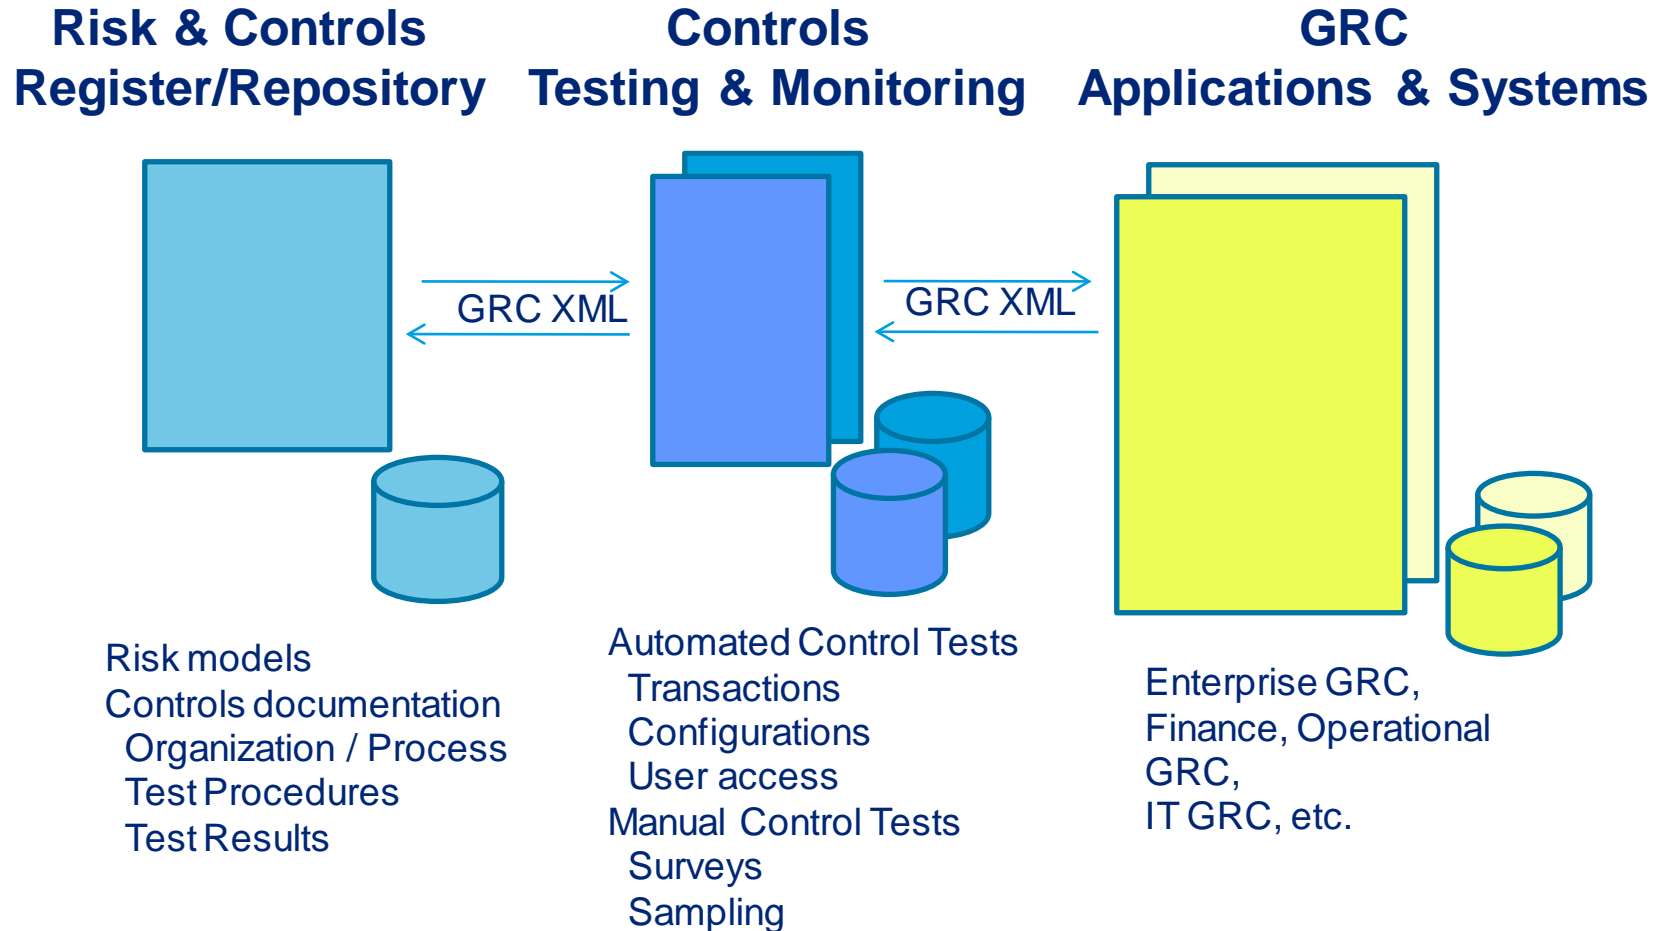 Risk & Controls
Register/Repository
Controls
Testing & Monitoring
GRC
Applications & Systems
GRC XML
GRC XML
Risk models
Controls documentation
Organization / Process
Test Procedures
Test Results
Automated Control Tests
Transactions
Configurations
User access
Manual Control Tests
Surveys
Sampling
Enterprise GRC,
Finance, Operational
GRC,
IT GRC, etc.